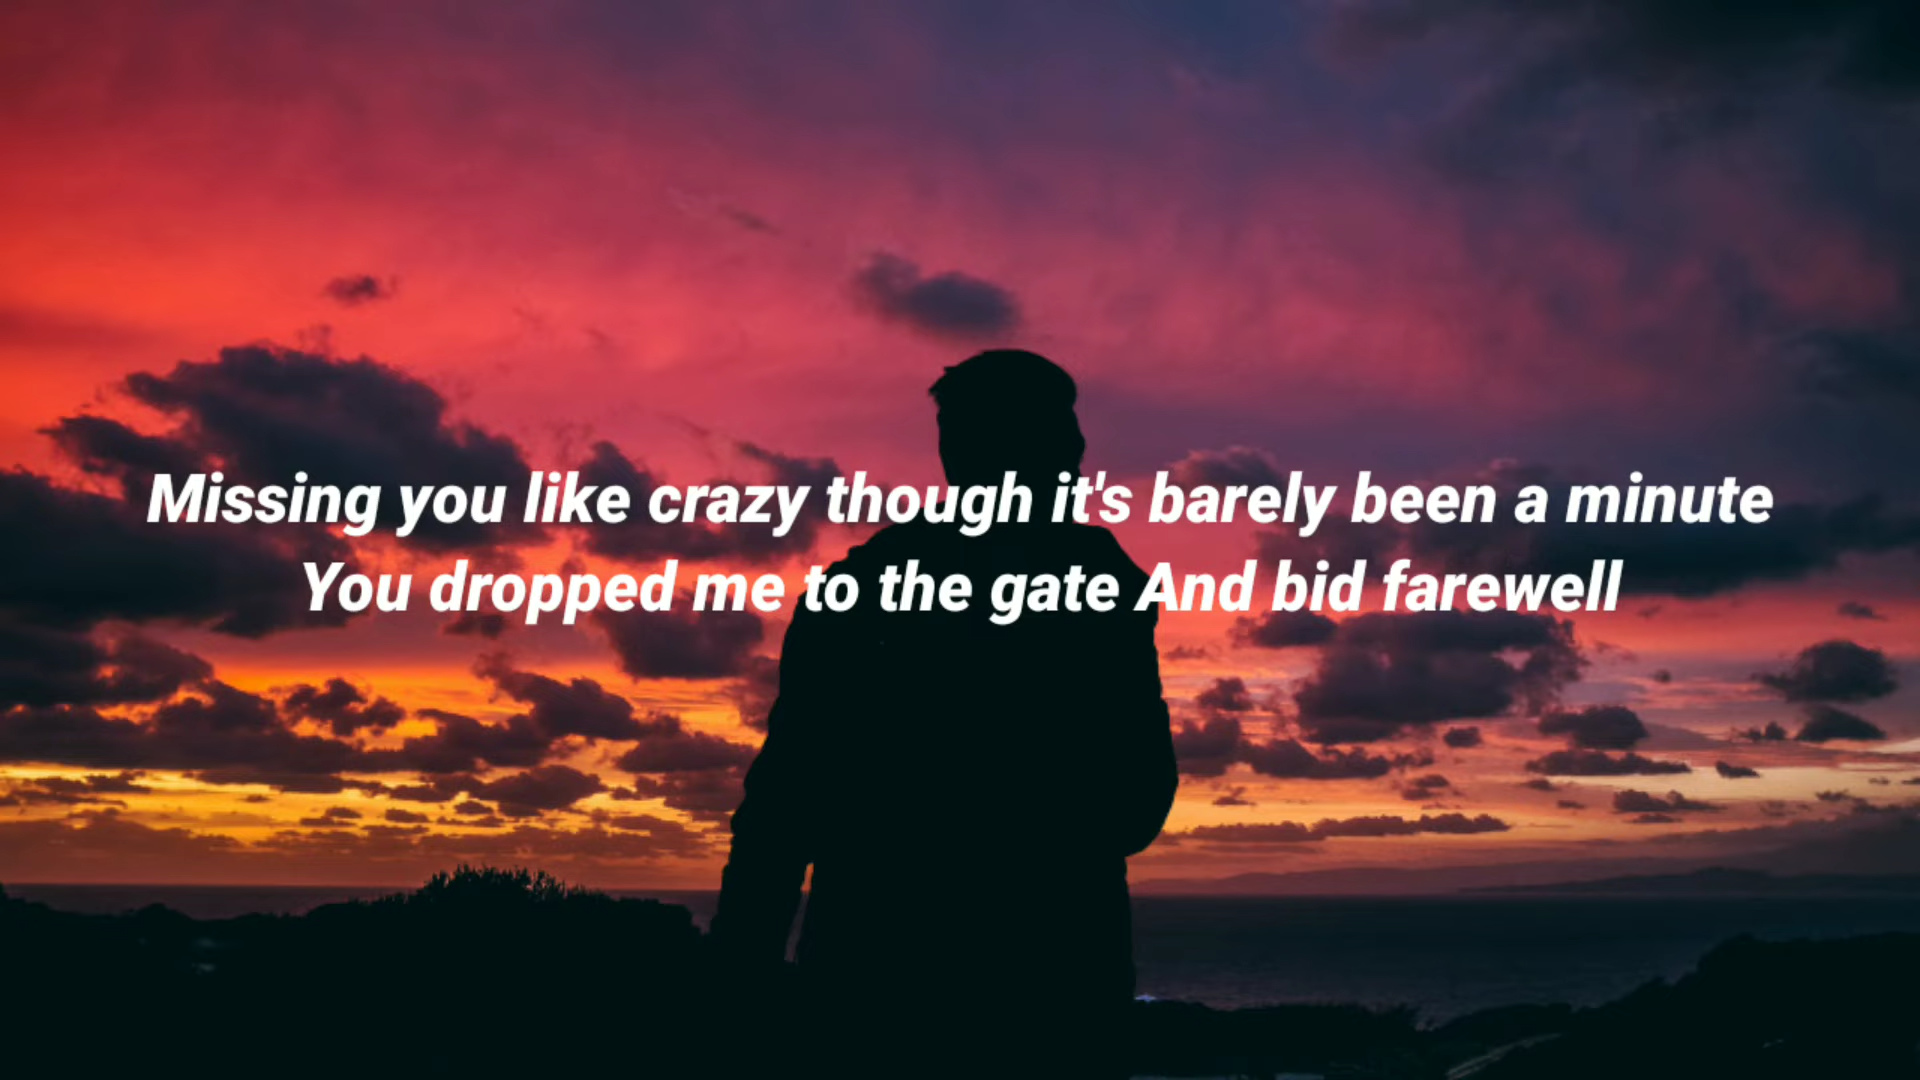 Missing you like crazy though it's barely been a minute
You dropped me to the gate And bid farewell